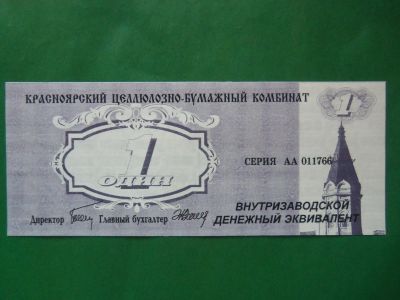 КРАСНОЯРСКИЙ ЦЕЛЛЮЛОЗНО-БУМАЖНЫЙ КОМБИНАТ
1
1
ОДИН
СЕРИЯ АА 011766
ВНУТРИЗАВОДСКОЙ
ДЕНЕЖНЫЙ ЭКВИВАЛЕНТ
Директор Главный бухгалтер